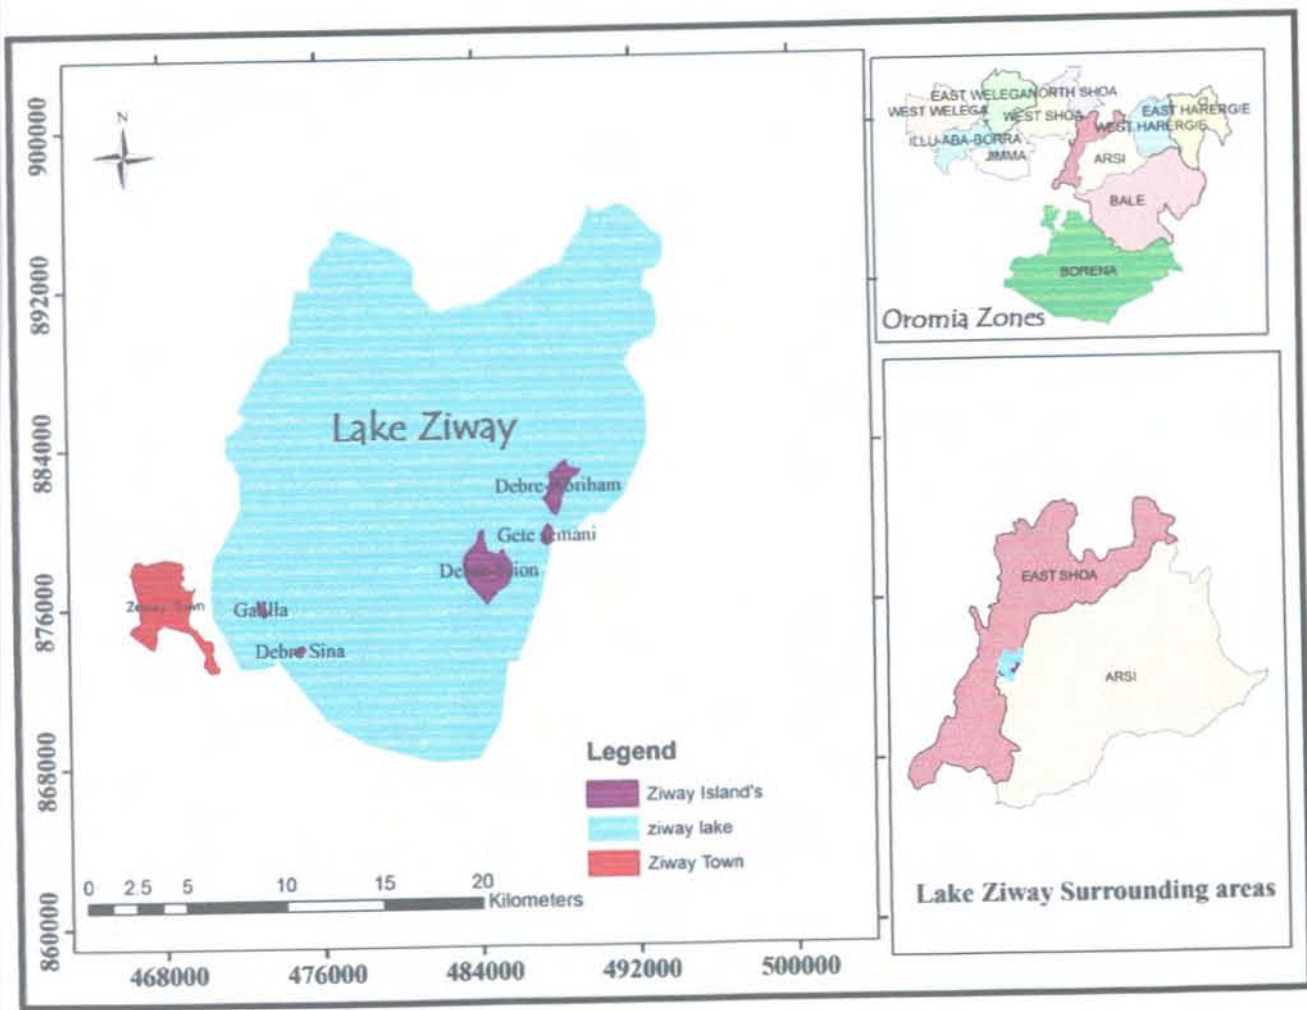 N
900000
892000
884000
876000
868000
860000
468000
476000
484000
492000
500000
Lake Ziway
Gete
Debre Sina
Legend
Ziway Island's
ziway lake
Ziway Town
0 2.5 5 10 15 20
Kilometers
EAST WELEGA NORTH SHOA
WEST WELEGA
WEST SHOA
EAST HARERGIE
WEST HARERGIE
ILLU-ABA-BORRA
JIMMA
ARSI
BALE
BORENA
Oromia Zones
EAST SHOA
ARSI
Lake Ziway Surrounding areas